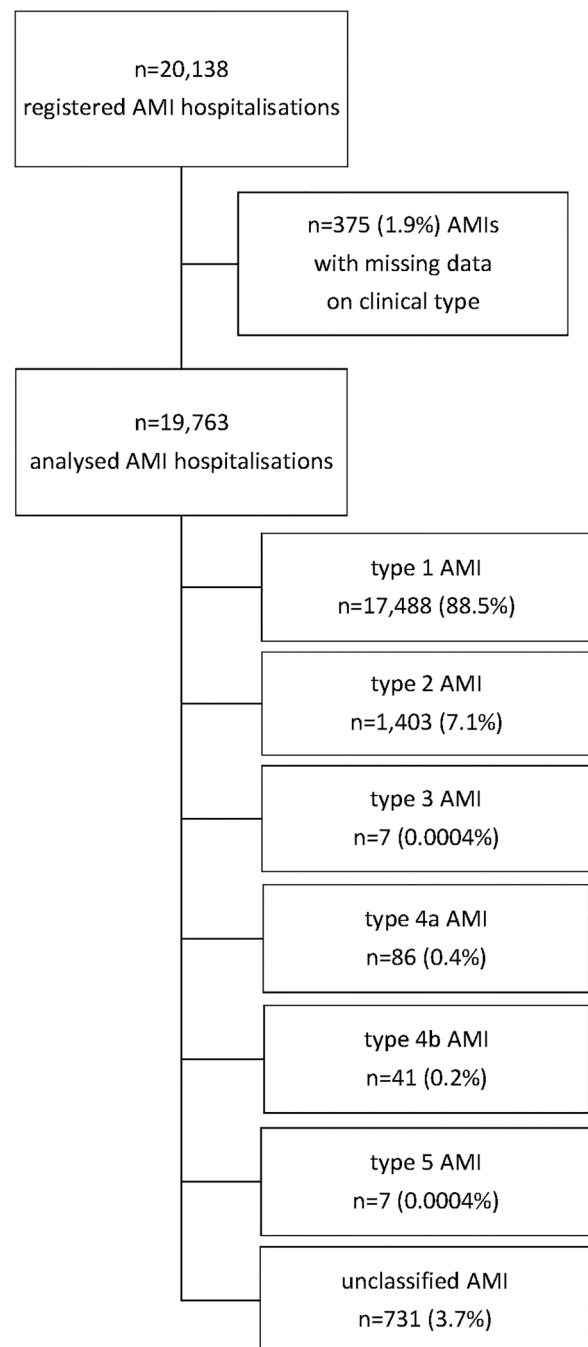 n=20,138
registered AMI hospitalisations
n=375 (1.9%) AMIs
with missing data
on clinical type
n=19,763
analysed AMI hospitalisations
type 1 AMI
n=17,488 (88.5%)
type 2 AMI
n=1,403 (7.1%)
type 3 AMI
n=7 (0.0004%)
type 4a AMI
n=86 (0.4%)
type 4b AMI
n=41 (0.2%)
type 5 AMI
n=7 (0.0004%)
unclassified AMI
n=731 (3.7%)